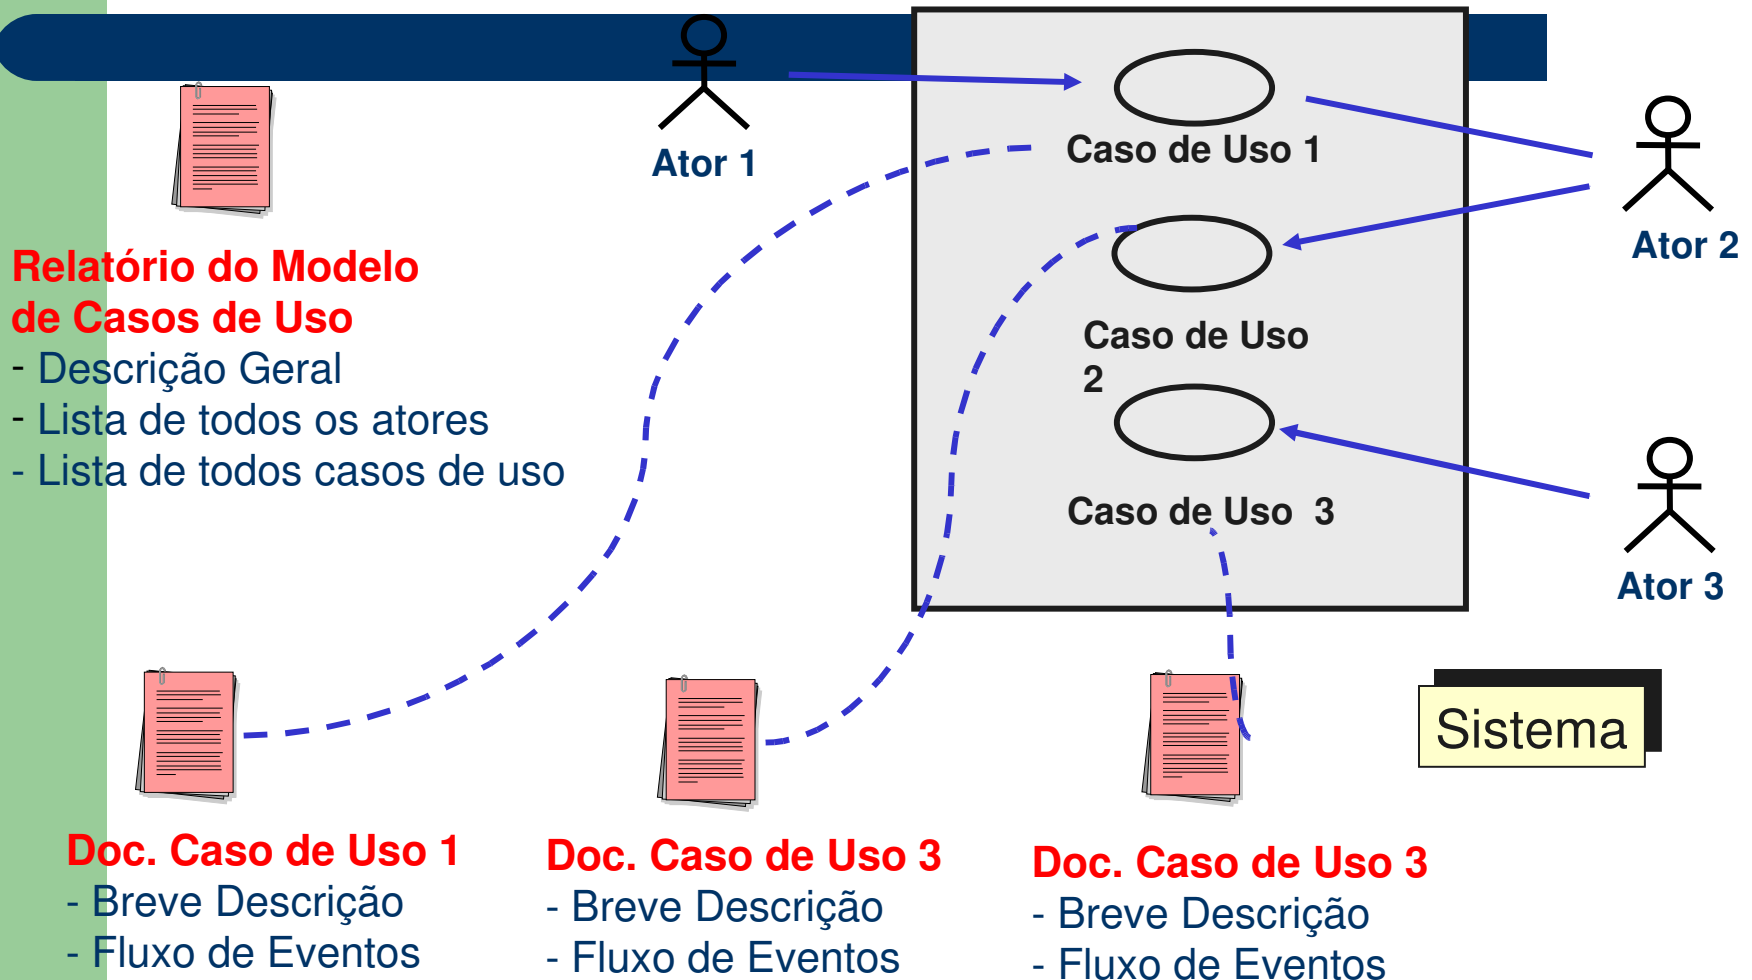 Ator 1
Caso de Uso 1
Ator 2
Relatório do Modelo
de Casos de Uso
- Descrição Geral
- Lista de todos os atores
- Lista de todos casos de uso
Caso de Uso
2
Caso de Uso 3
Ator 3
Sistema
Doc. Caso de Uso 1
- Breve Descrição
- Fluxo de Eventos
Doc. Caso de Uso 3
- Breve Descrição
- Fluxo de Eventos
Doc. Caso de Uso 3
- Breve Descrição
- Fluxo de Eventos